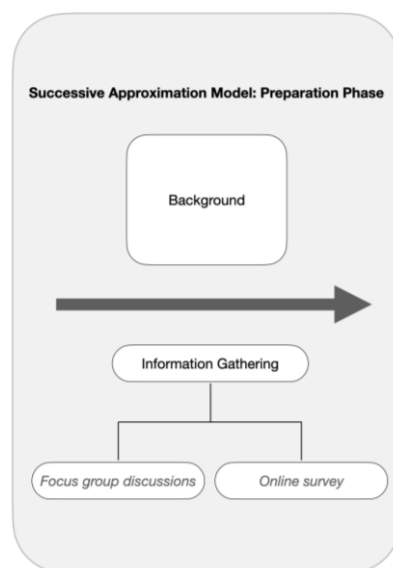 Successive Approximation Model: Preparation Phase
Background
Information Gathering
Focus group discussions
Online survey